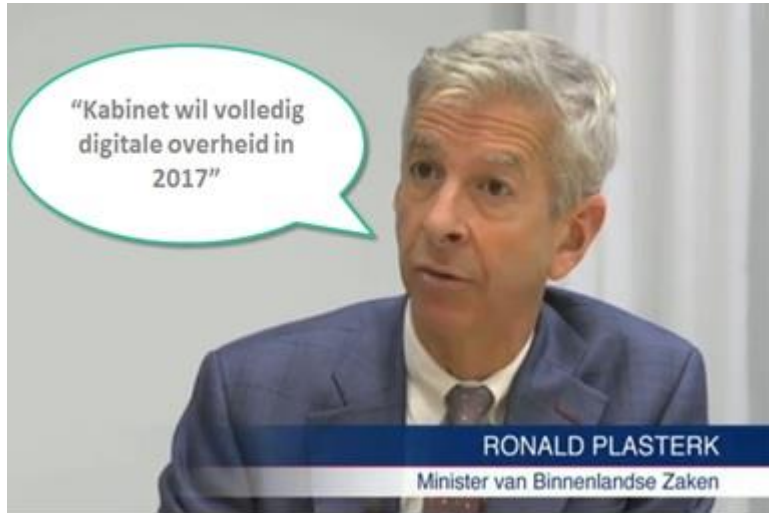 “Kabinet wil volledig
digitale overheid in
2017”
RONALD PLASTERK
Minister van Binnenlandse Zaken